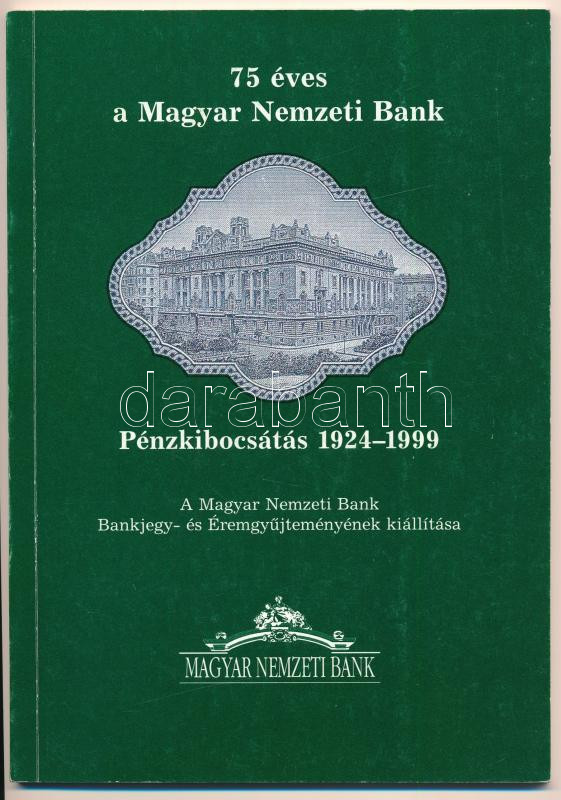 75 éves
a Magyar Nemzeti Bank
darabanth
Pénzkibocsátás 1924–1999
A Magyar Nemzeti Bank
Bankjegy- és Éremgyűjteményének kiállítása
MAGYAR NEMZETI BANK